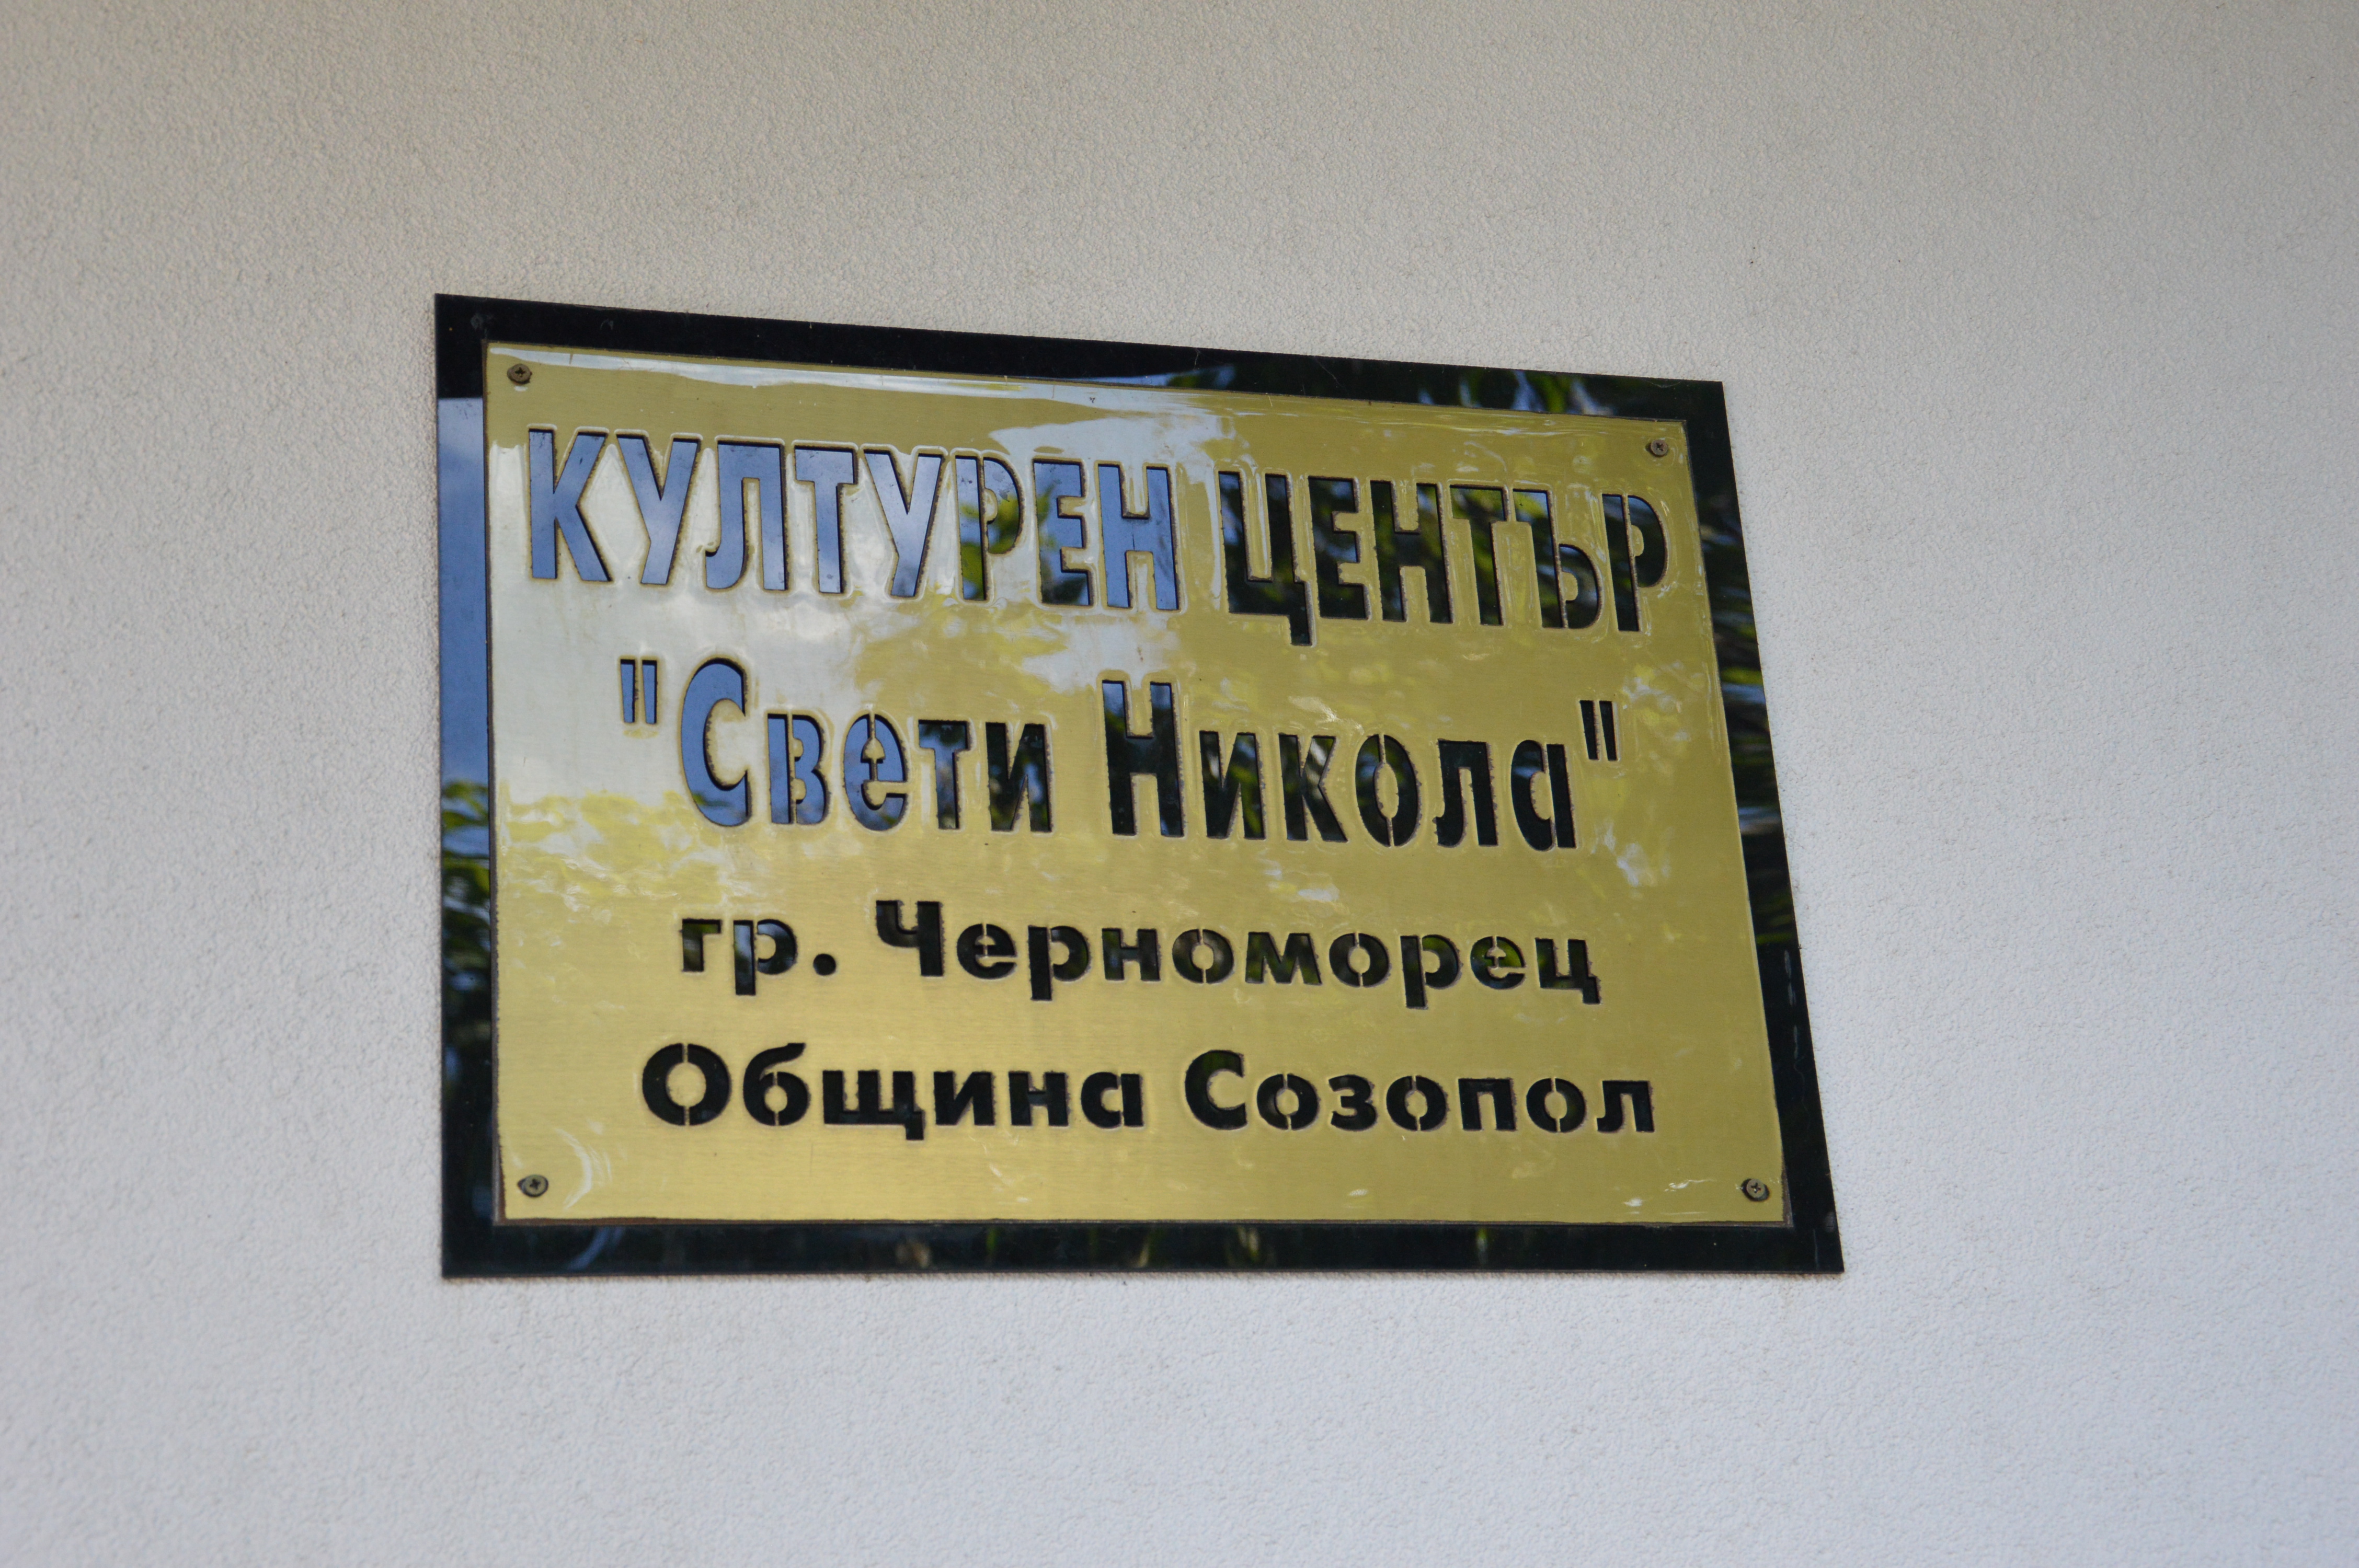 КУЛТУРЕН ЦЕНТЪР
"Свети Никола"
гр. Черноморец
Община Созопол